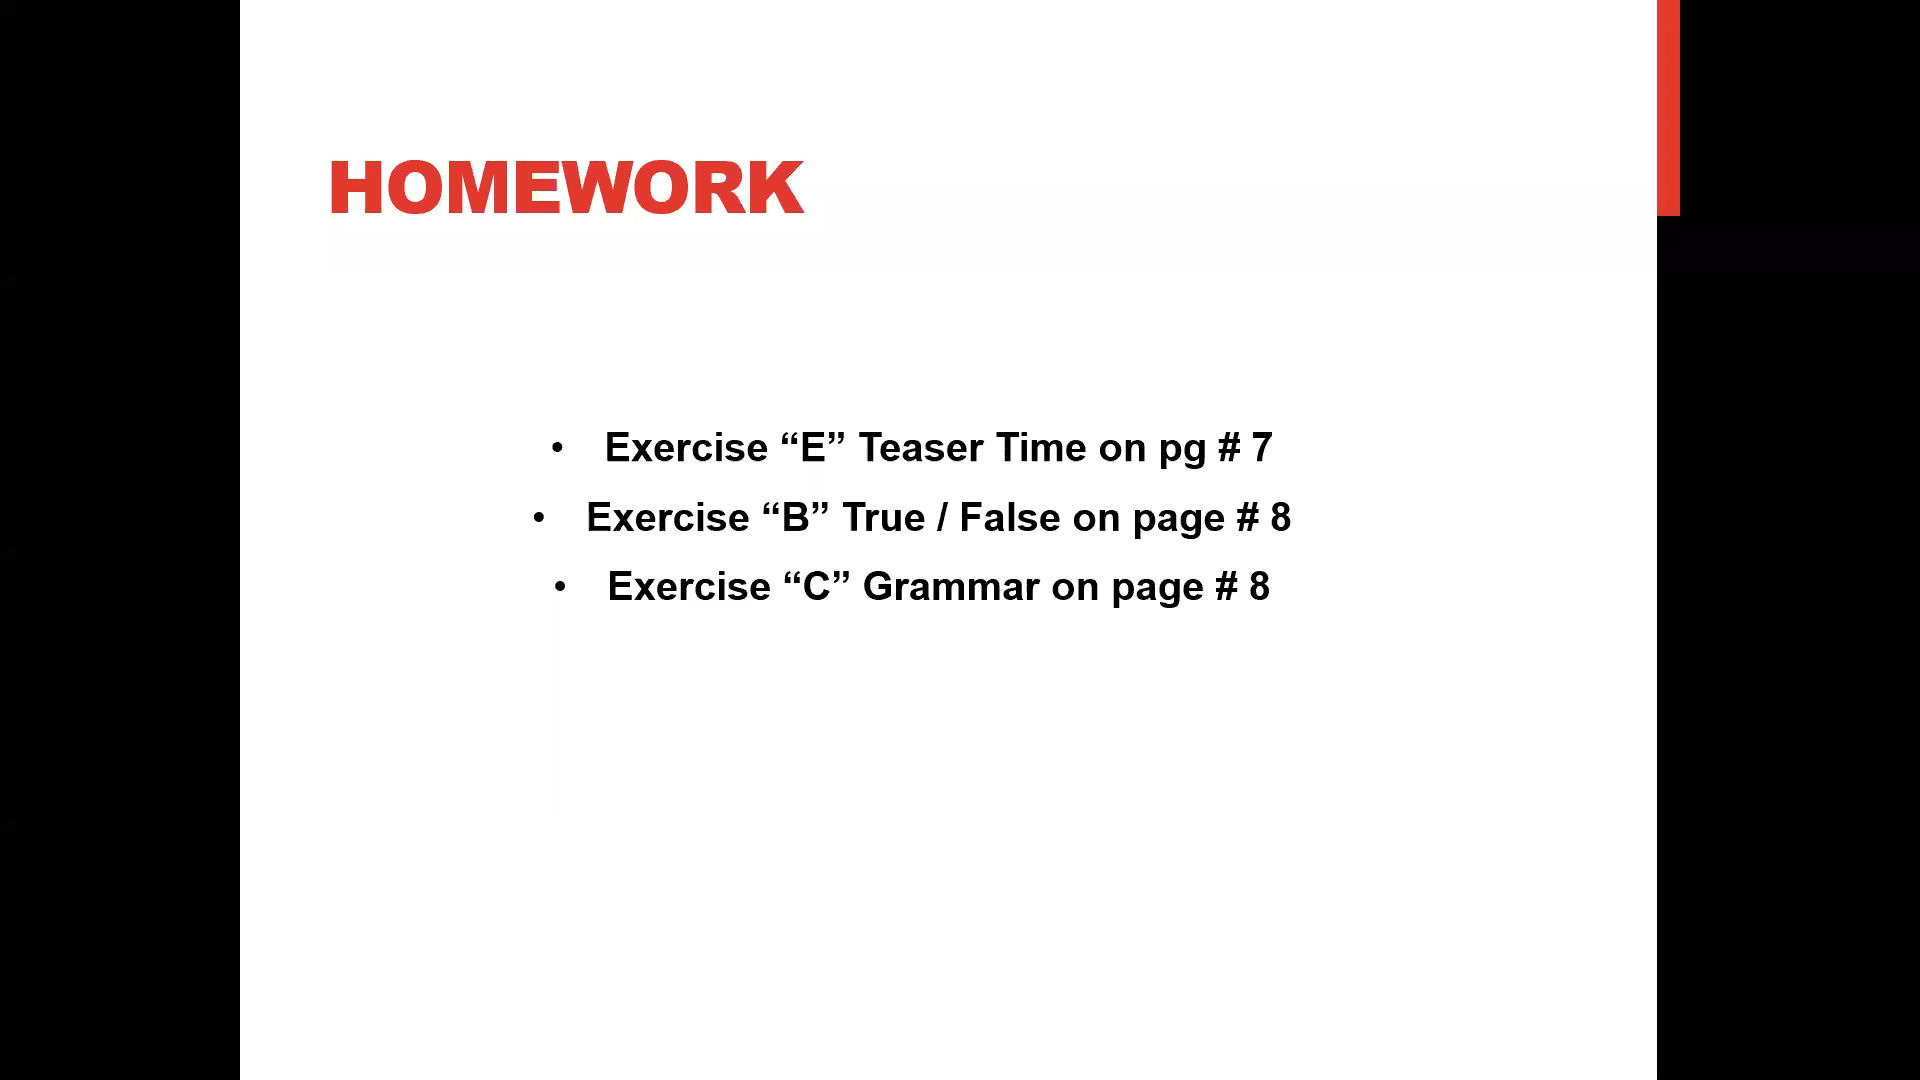 HOMEWORK
• Exercise “E” Teaser Time on pg # 7
• Exercise “B” True / False on page # 8
• Exercise “C” Grammar on page # 8